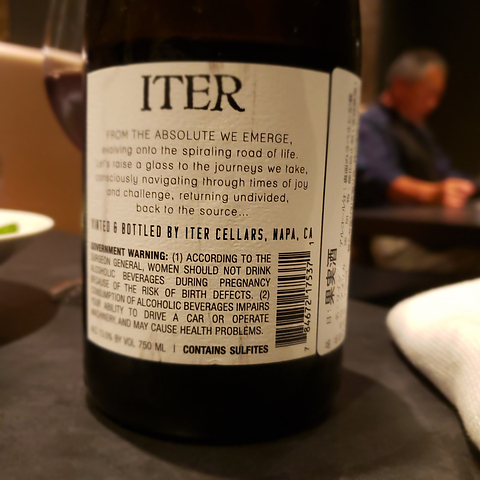 ITER
FROM THE ABSOLUTE WE EMERGE,
evolving onto the spiraling road of life.
Let's raise a glass to the journeys we take,
consciously navigating through times of joy
and challenge, returning undivided,
back to the source...
VINTED & BOTTLED BY ITER CELLARS, NAPA, CA
GOVERNMENT WARNING: (1) ACCORDING TO THE
SURGEON GENERAL, WOMEN SHOULD NOT DRINK
ALCOHOLIC BEVERAGES DURING PREGNANCY
BECAUSE OF THE RISK OF BIRTH DEFECTS. (2)
CONSUMPTION OF ALCOHOLIC BEVERAGES IMPAIRS
YOUR ABILITY TO DRIVE A CAR OR OPERATE
MACHINERY, AND MAY CAUSE HEALTH PROBLEMS.
BY VOL 750 ML | CONTAINS SULFITES
果実酒